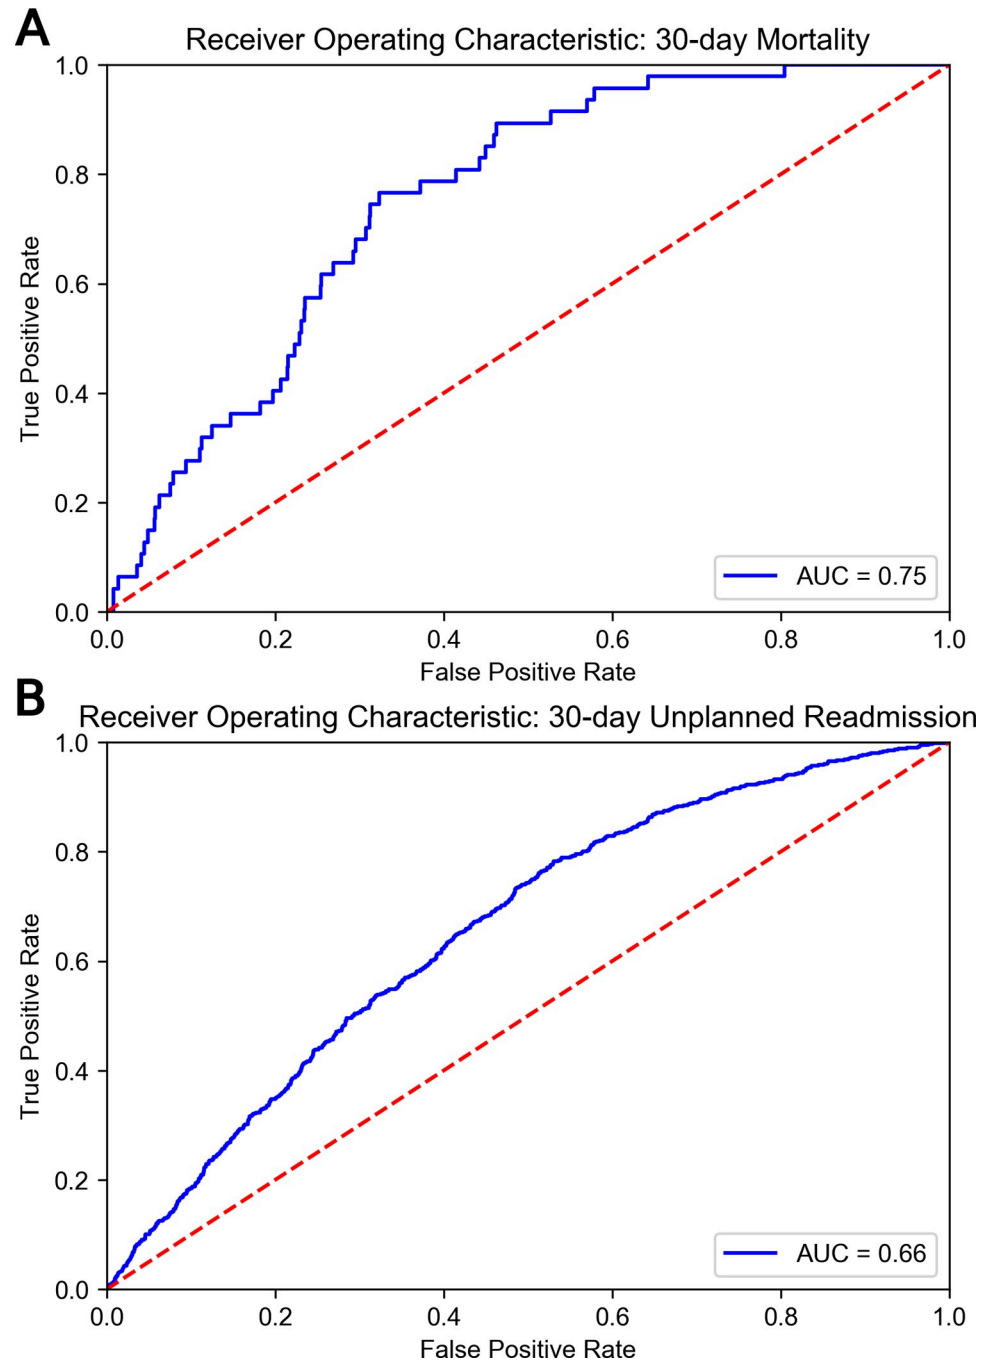 A
Receiver Operating Characteristic: 30-day Mortality
1.0
0.8
0.6
0.4
0.2
0.0
True Positive Rate
AUC = 0.75
0.0 0.2 0.4 0.6 0.8 1.0
False Positive Rate
B
Receiver Operating Characteristic: 30-day Unplanned Readmission
1.0
0.8
0.6
0.4
0.2
0.0
True Positive Rate
AUC = 0.66
0.0 0.2 0.4 0.6 0.8 1.0
False Positive Rate